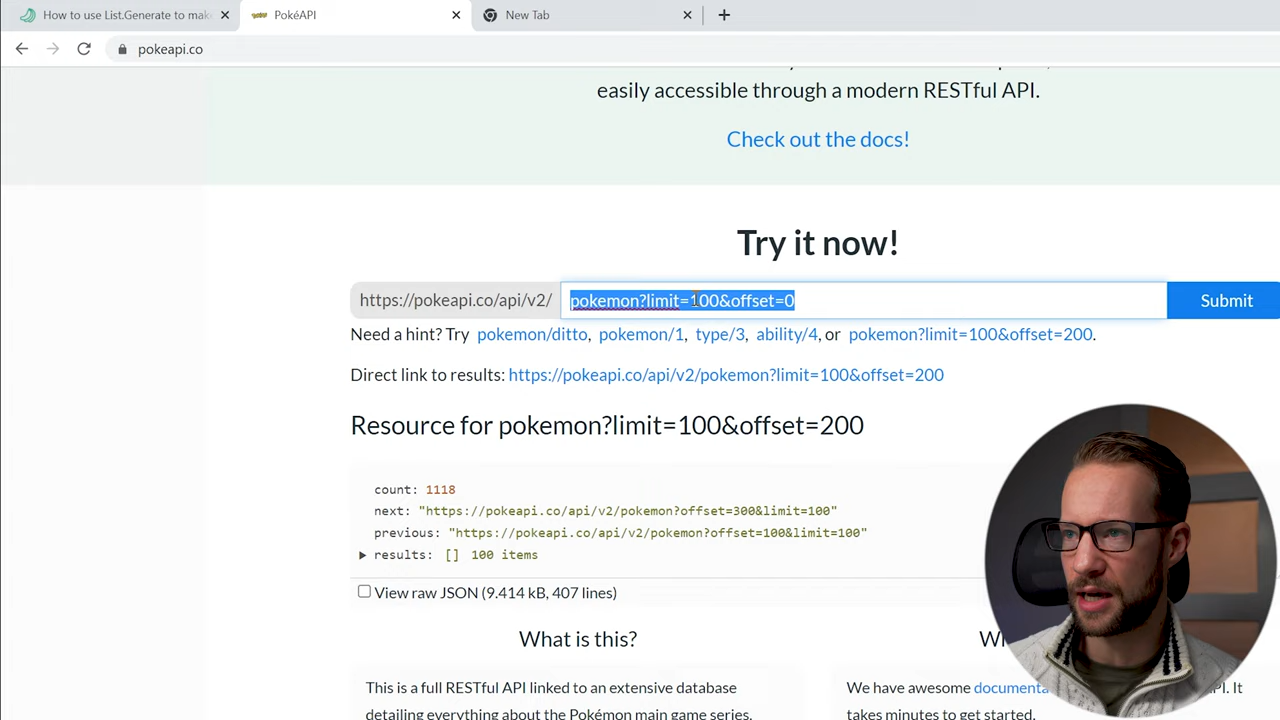 How to use List.Generate to mak
PokéAPI
New Tab
pokeapi.co
easily accessible through a modern RESTful API.
Check out the docs!
Try it now!
https://pokeapi.co/api/v2/
pokemon?limit=100&offset=0
Submit
Need a hint? Try pokemon/ditto, pokemon/1, type/3, ability/4, or pokemon?limit=100&offset=200.
Direct link to results: https://pokeapi.co/api/v2/pokemon?limit=100&offset=200
Resource for pokemon?limit=100&offset=200
count: 1118
next: "https://pokeapi.co/api/v2/pokemon?offset=300&limit=100"
previous: "https://pokeapi.co/api/v2/pokemon?offset=100&limit=100"
results: [] 100 items
View raw JSON (9.414 kB, 407 lines)
What is this?
This is a full RESTful API linked to an extensive database
We have awesome documenta
detailing everything about the Pokémon main game series.
takes minutes to get started.